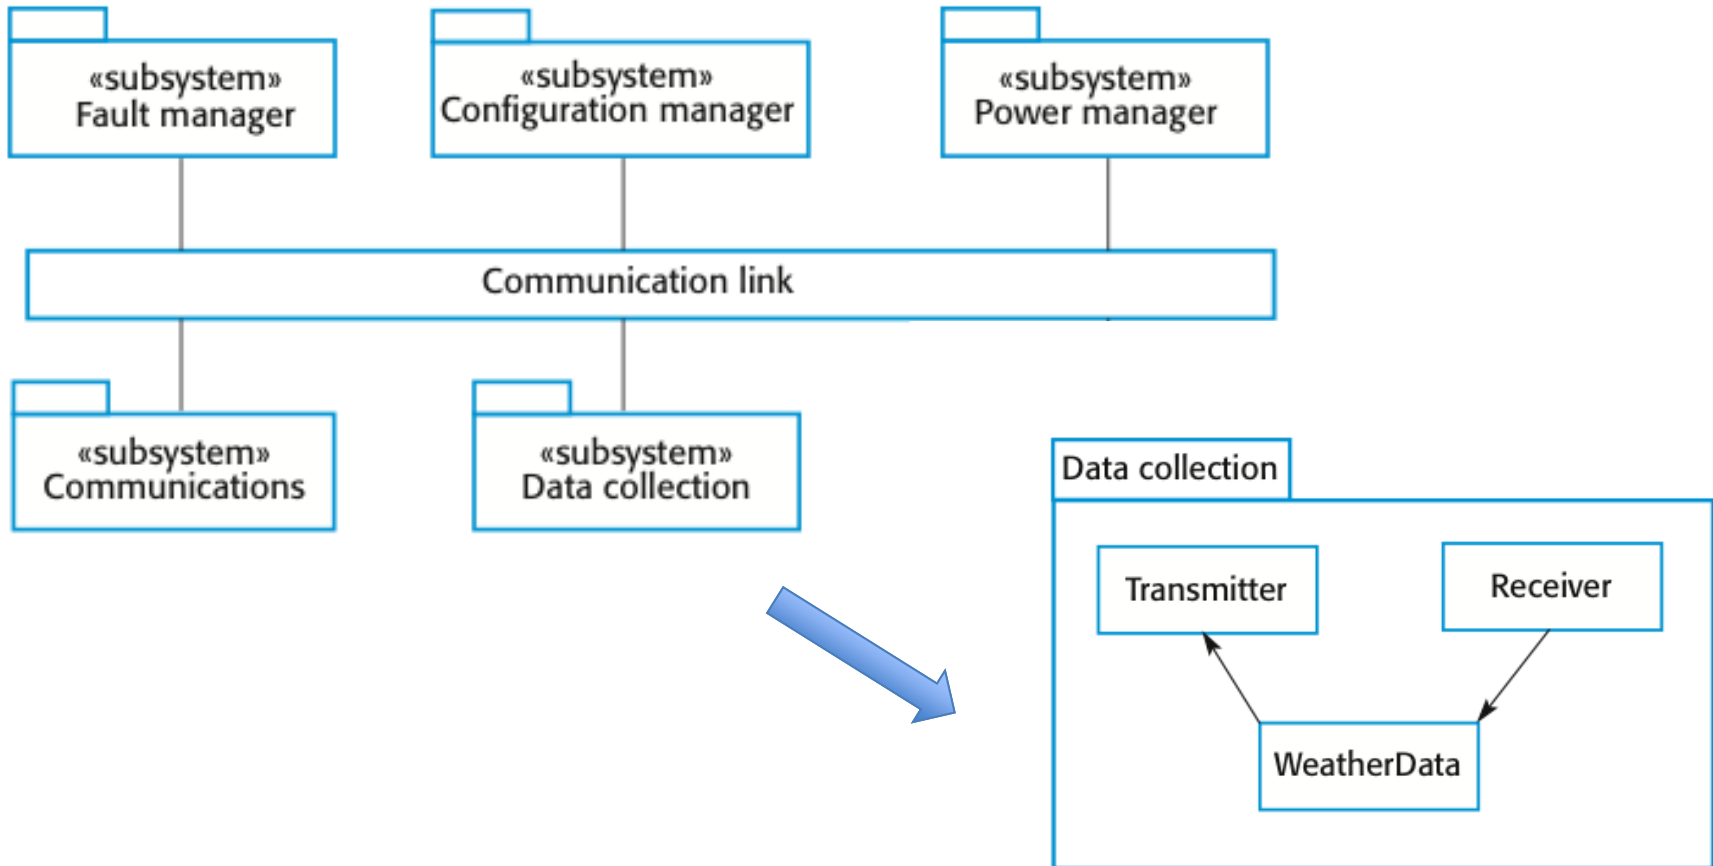 «subsystem»
Fault manager
«subsystem»
Configuration manager
«subsystem»
Power manager
Communication link
«subsystem»
Communications
«subsystem»
Data collection
Data collection
Transmitter
Receiver
WeatherData